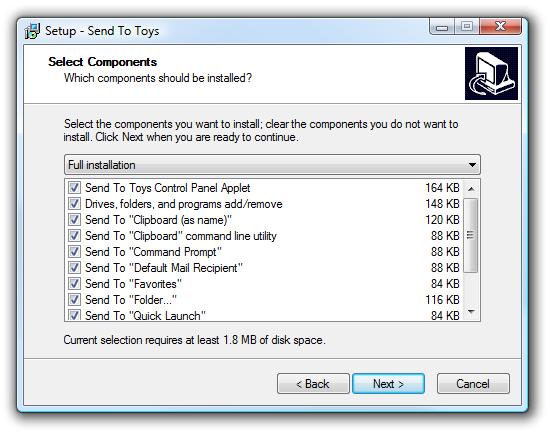 Setup - Send To Toys
Select Components
Which components should be installed?
Select the components you want to install; clear the components you do not want to
install. Click Next when you are ready to continue.
Full installation
Send To Toys Control Panel Applet 164 KB
Drives, folders, and programs add/remove 148 KB
Send To "Clipboard (as name)" 120 KB
Send To "Clipboard" command line utility 88 KB
Send To "Command Prompt" 88 KB
Send To "Default Mail Recipient" 88 KB
Send To "Favorites" 84 KB
Send To "Folder..." 116 KB
Send To "Quick Launch" 84 KB
Current selection requires at least 1.8 MB of disk space.
< Back Next > Cancel